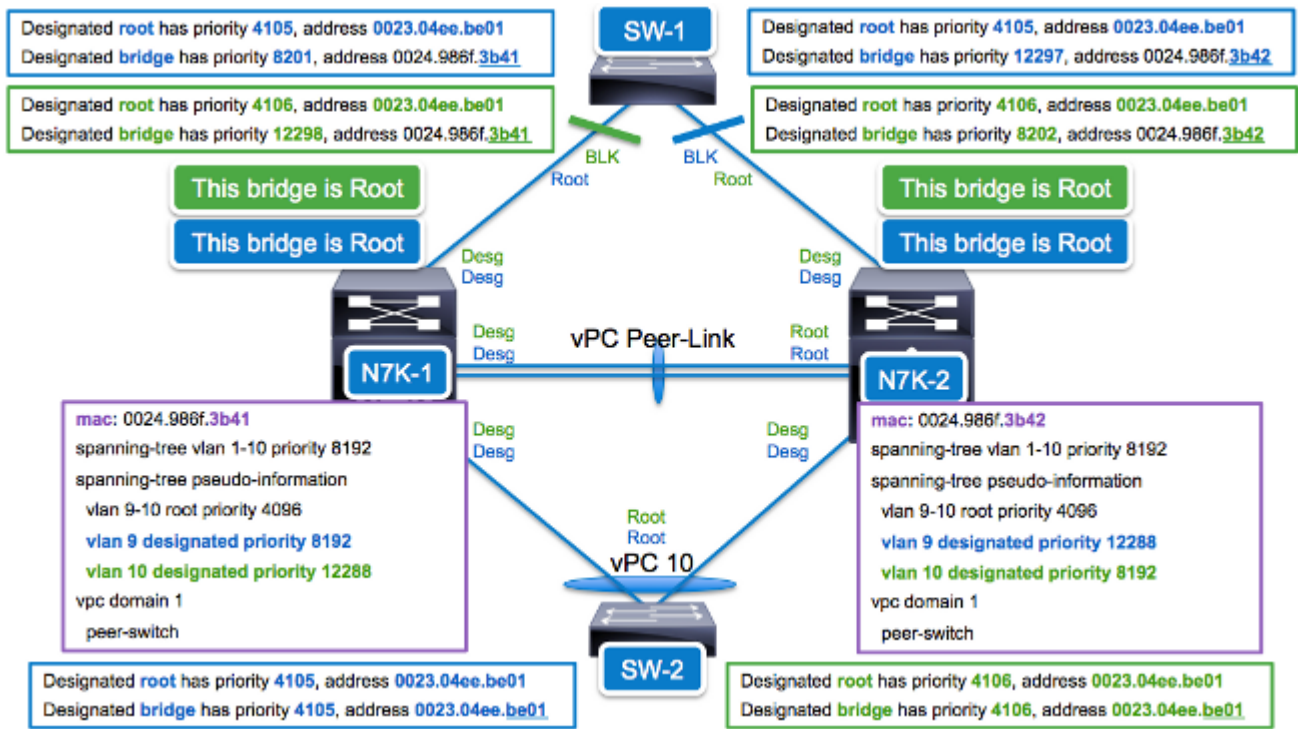 Designated root has priority 4105, address 0023.04ee.be01
Designated bridge has priority 8201, address 0024.986f.3b41
SW-1
Designated root has priority 4105, address 0023.04ee.be01
Designated bridge has priority 12297, address 0024.986f.3b42
Designated root has priority 4106, address 0023.04ee.be01
Designated bridge has priority 12298, address 0024.986f.3b41
Designated root has priority 4106, address 0023.04ee.be01
Designated bridge has priority 8202, address 0024.986f.3b42
BLK
Root
BLK
Root
This bridge is Root
This bridge is Root
This bridge is Root
This bridge is Root
Desg
Desg
Desg
Desg
Desg
Desg
vPC Peer-Link
Root
Root
N7K-1
N7K-2
mac: 0024.986f.3b41
spanning-tree vlan 1-10 priority 8192
spanning-tree pseudo-information
vlan 9-10 root priority 4096
vlan 9 designated priority 8192
vlan 10 designated priority 12288
vpc domain 1
peer-switch
Desg
Desg
Desg
Desg
mac: 0024.986f.3b42
spanning-tree vlan 1-10 priority 8192
spanning-tree pseudo-information
vlan 9-10 root priority 4096
vlan 9 designated priority 12288
vlan 10 designated priority 8192
vpc domain 1
peer-switch
Root
Root
vPC 10
SW-2
Designated root has priority 4105, address 0023.04ee.be01
Designated bridge has priority 4105, address 0023.04ee.be01
Designated root has priority 4106, address 0023.04ee.be01
Designated bridge has priority 4106, address 0023.04ee.be01